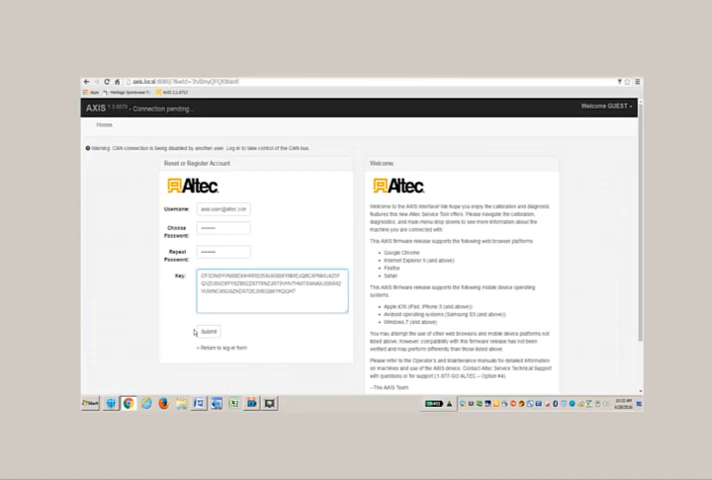 Apps
AXIS - Connection pending...
Welcome GUEST
Home
Warning: CAN connection is being disabled by another user. Log in to take control of the CAN bus.
Reset or Register Account
Altec
Username:
Choose
Password:
Repeat
Password:
Key:
Submit
Return to log-in form
Welcome
Altec
Welcome to the AXIS interface! We hope you enjoy the calibration and diagnostic
features this new Altec Service Tool offers. Please navigate the calibration,
diagnostics, and main menu drop downs to see more information about the
machine you are connected with.
This AXIS firmware release supports the following web browser platforms:
Google Chrome
Internet Explorer 9 (and above)
Firefox
Safari
This AXIS firmware release supports the following mobile device operating
systems:
Apple iOS (iPad, iPhone 3 (and above))
Android operating systems (Samsung S3 (and above))
Windows 7 (and above)
You may attempt the use of other web browsers and mobile device platforms not
listed above; however, compatibility with this firmware release has not been
verified and may perform differently than those listed above.
Please refer to the Operator's and Maintenance manuals for detailed information
on machines and use of the AXIS device. Contact Altec Service Technical Support
with questions or for support (1-877-GO ALTEC -- Option #4)
--The AXIS Team
Start